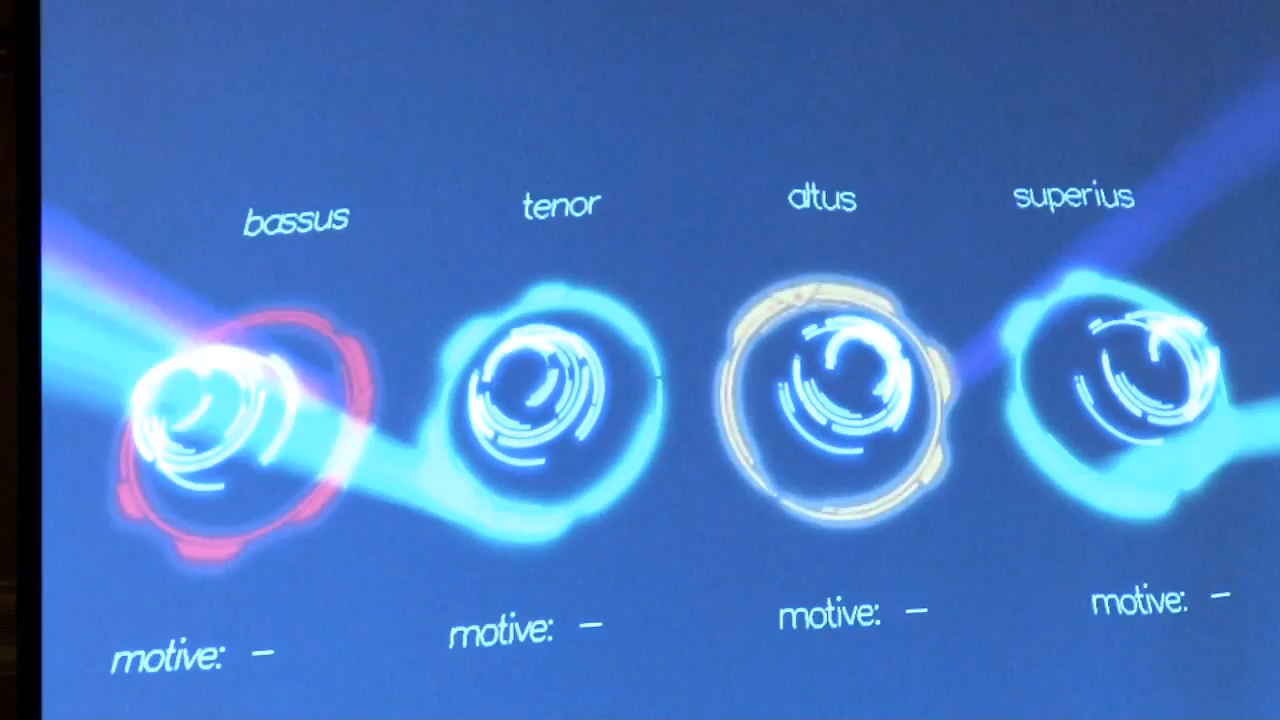 bassus
tenor
altus
superius
motive: –
motive: –
motive: –
motive: –